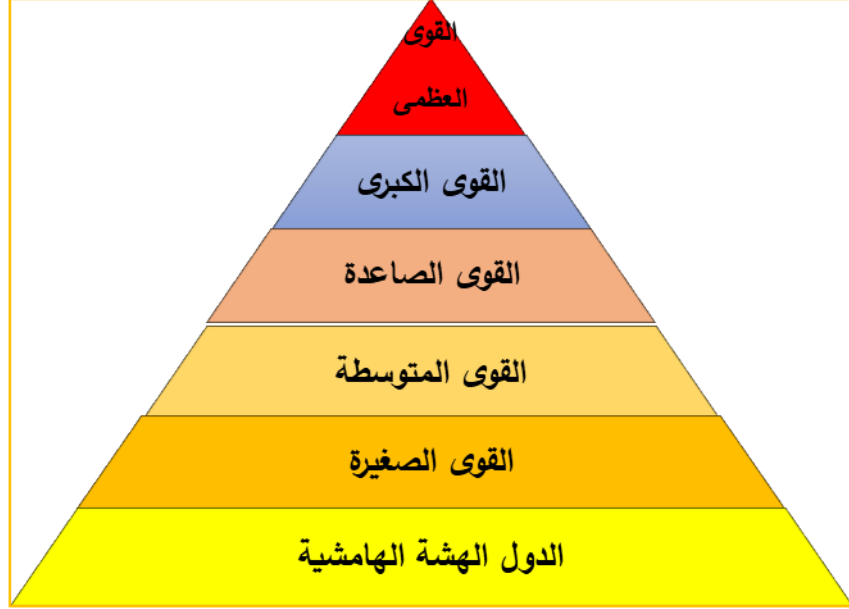 القوى
العظمى
القوى الكبرى
القوى الصاعدة
القوى المتوسطة
القوى الصغيرة
الدول الهشة الهامشية